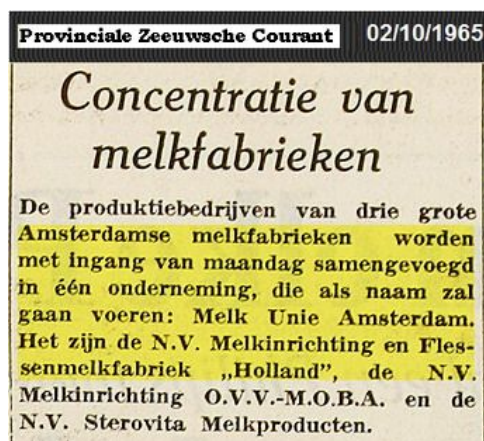 Provinciale Zeeuwsche Courant 02/10/1965
Concentratie van
melkfabrieken
De produktiebedrijven van drie grote
Amsterdamse melkfabrieken worden
met ingang van maandag samengevoegd
in één onderneming, die als naam zal
gaan voeren: Melk Unie Amsterdam.
Het zijn de N.V. Melkinrichting en Fles-
senmelkfabriek „Holland”, de N.V.
Melkinrichting O.V.V.-M.O.B.A. en de
N.V. Sterovita Melkproducten.